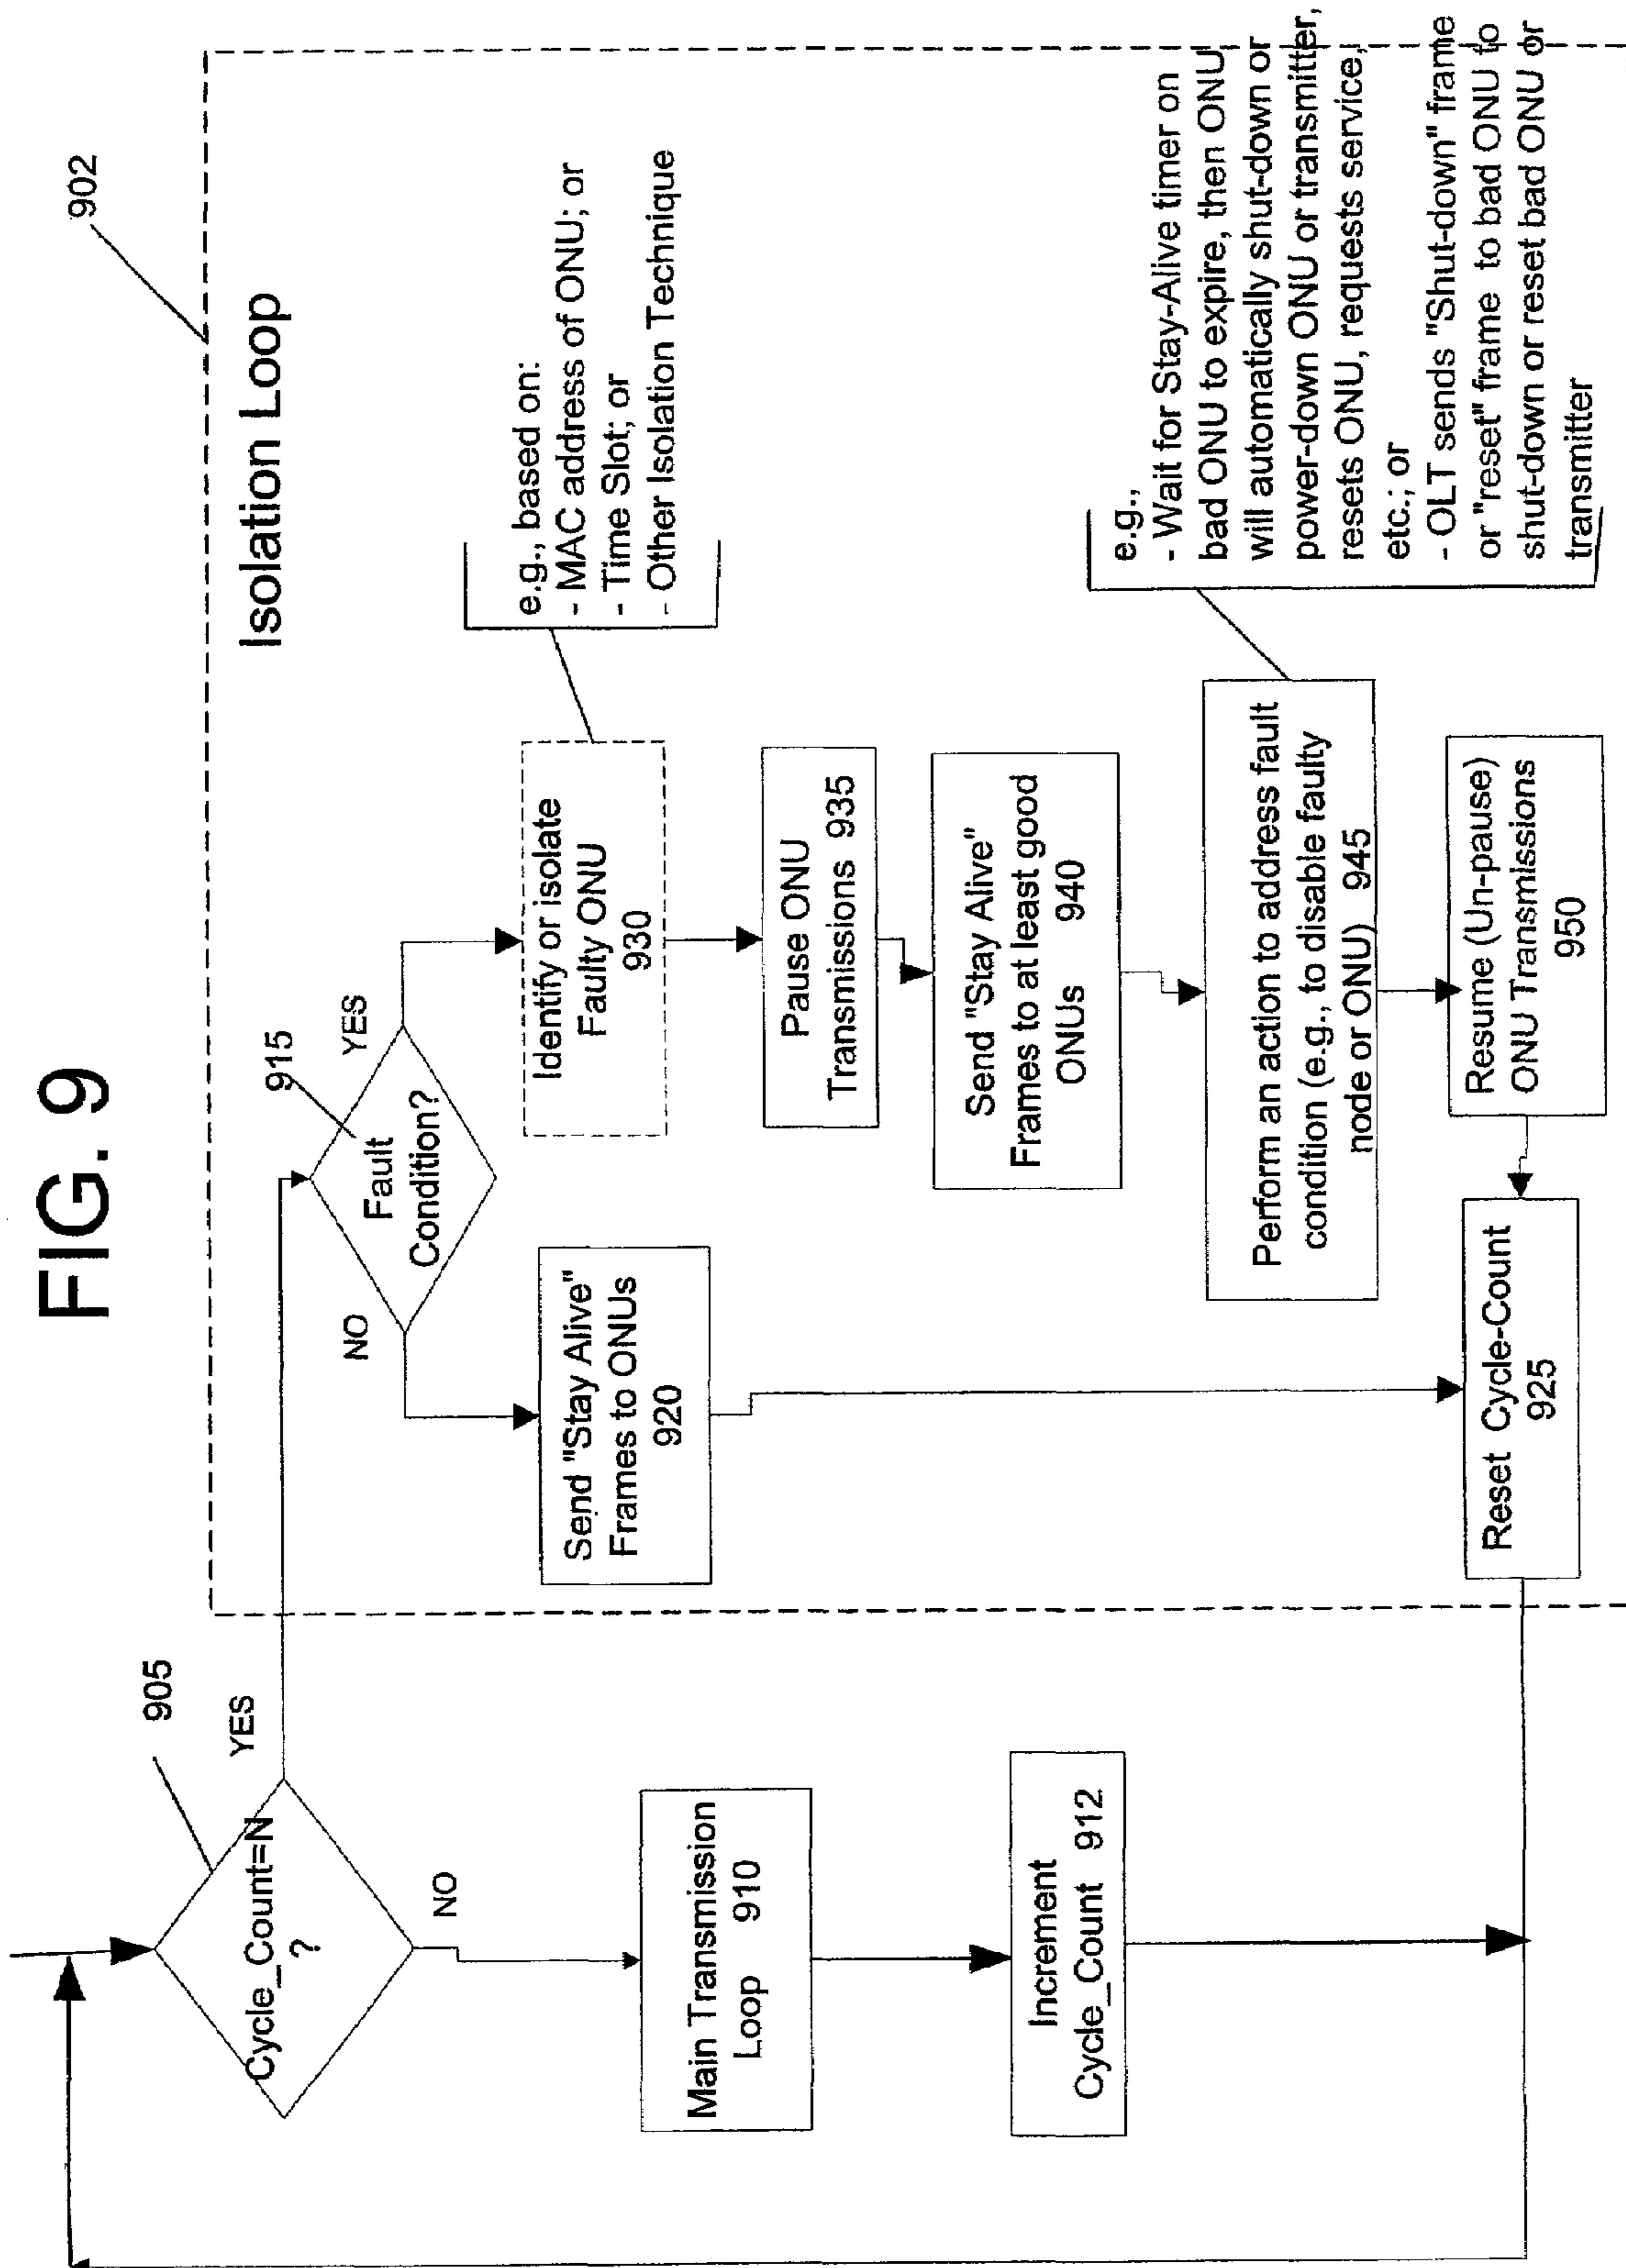 FIG. 9
902
Isolation Loop
905
Cycle_Count=N
?
YES
NO
Main Transmission
Loop 910
Increment
Cycle_Count 912
915
Fault
Condition?
NO
YES
Send "Stay Alive"
Frames to ONUs
920
Identify or isolate
Faulty ONU
930
e.g., based on:
- MAC address of ONU; or
- Time Slot; or
- Other Isolation Technique
Pause ONU
Transmissions 935
Send "Stay Alive"
Frames to at least good
ONUs 940
Perform an action to address fault
condition (e.g., to disable faulty
node or ONU) 945
e.g.,
- Wait for Stay-Alive timer on
bad ONU to expire, then ONU
will automatically shut-down or
power-down ONU or transmitter,
resets ONU, requests service,
etc.; or
- OLT sends "Shut-down" frame
or "reset" frame to bad ONU to
shut-down or reset bad ONU or
transmitter
Resume (Un-pause)
ONU Transmissions
950
Reset Cycle-Count
925